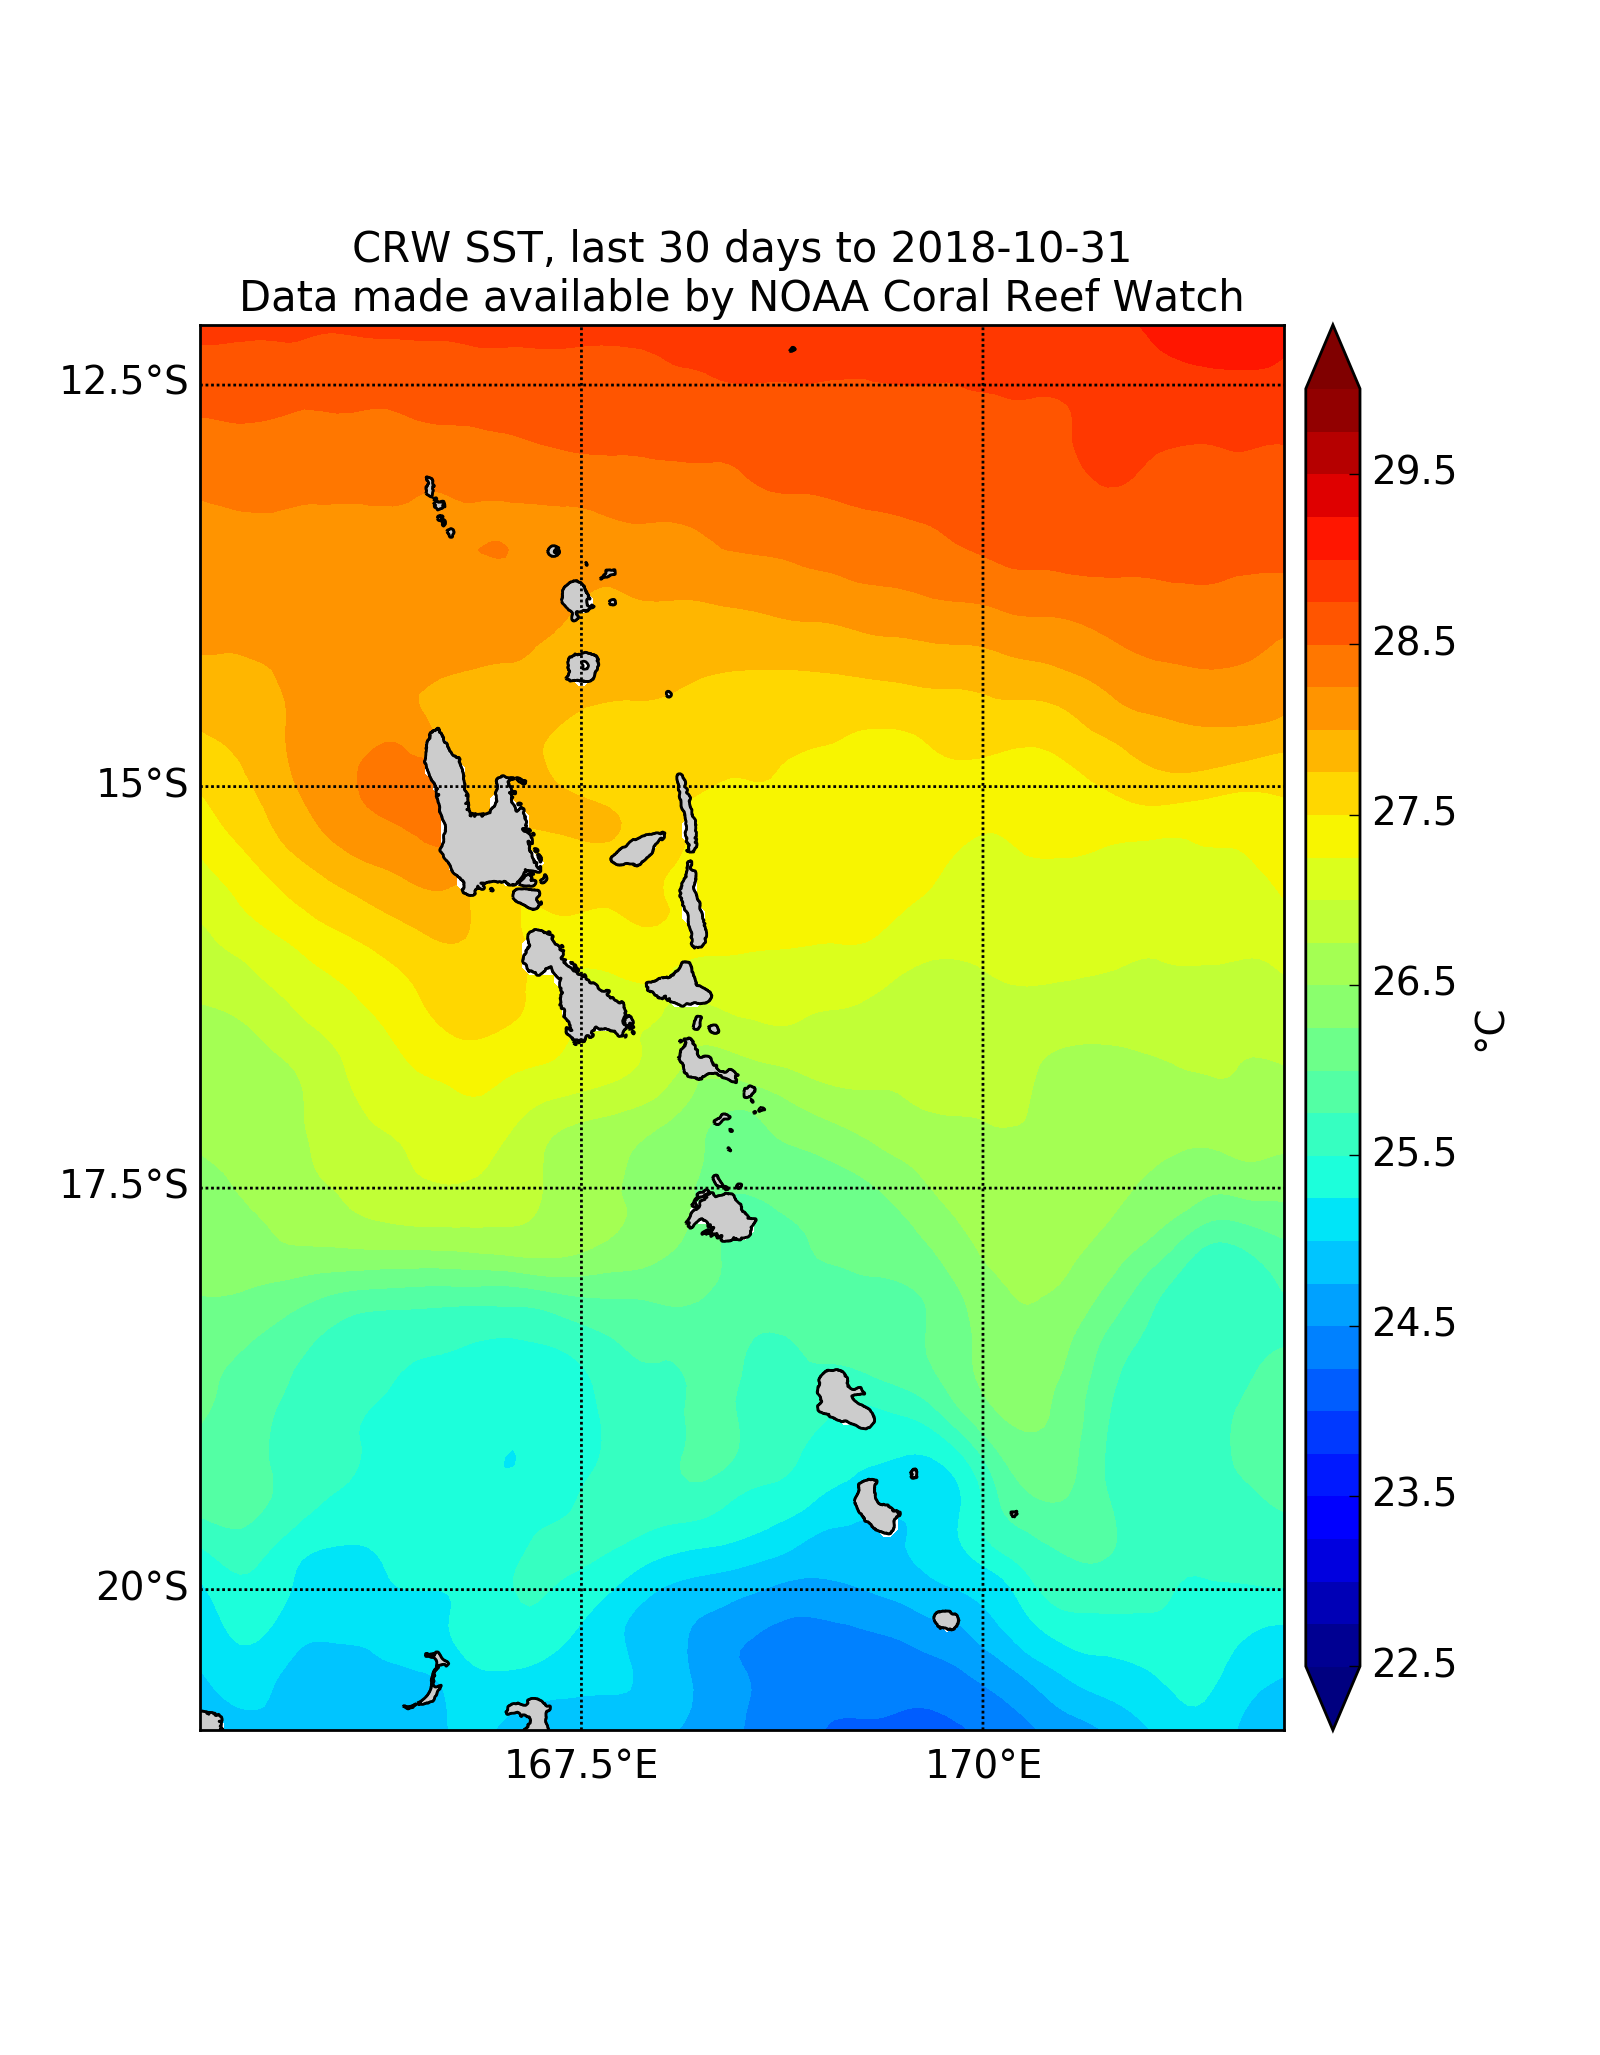 CRW SST, last 30 days to 2018-10-31
Data made available by NOAA Coral Reef Watch
12.5°S
15°S
17.5°S
20°S
167.5°E
170°E
29.5
28.5
27.5
26.5
25.5
24.5
23.5
22.5
°C